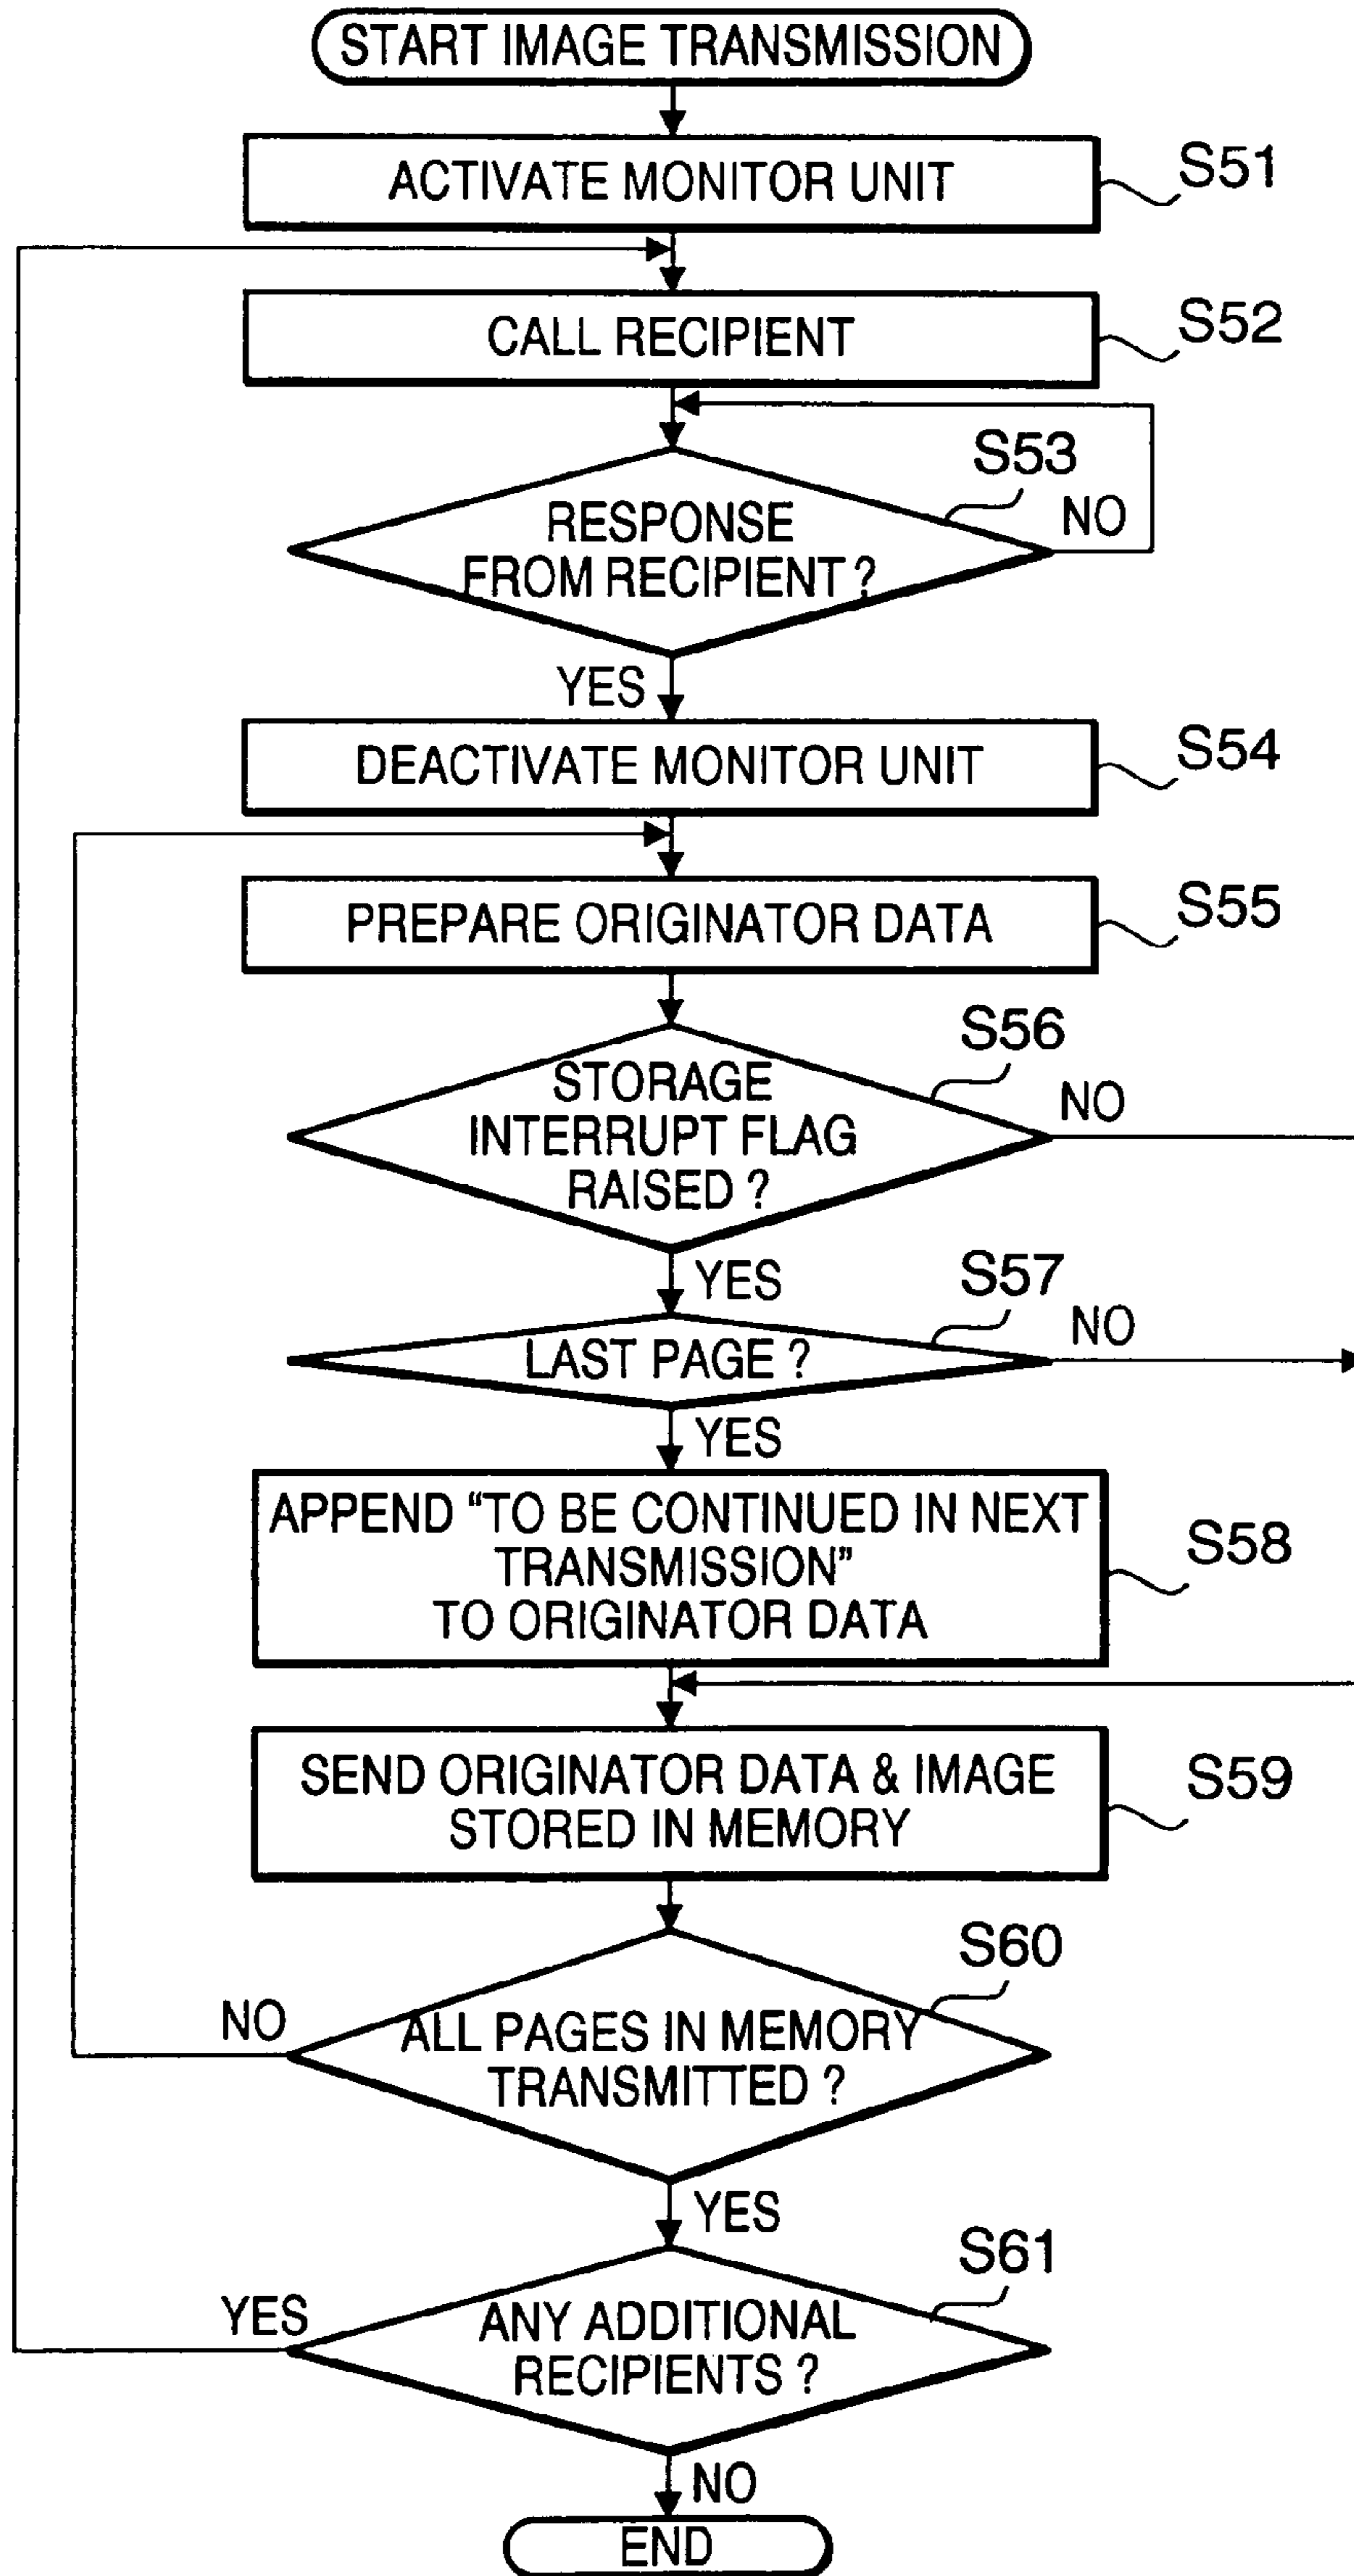 START IMAGE TRANSMISSION
ACTIVATE MONITOR UNIT
S51
CALL RECIPIENT
S52
S53
RESPONSE
FROM RECIPIENT ?
NO
YES
DEACTIVATE MONITOR UNIT
S54
PREPARE ORIGINATOR DATA
S55
S56
STORAGE
INTERRUPT FLAG
RAISED ?
NO
YES
S57
LAST PAGE ?
NO
YES
APPEND “TO BE CONTINUED IN NEXT
TRANSMISSION”
TO ORIGINATOR DATA
S58
SEND ORIGINATOR DATA & IMAGE
STORED IN MEMORY
S59
S60
ALL PAGES IN MEMORY
TRANSMITTED ?
NO
YES
S61
ANY ADDITIONAL
RECIPIENTS ?
YES
NO
END